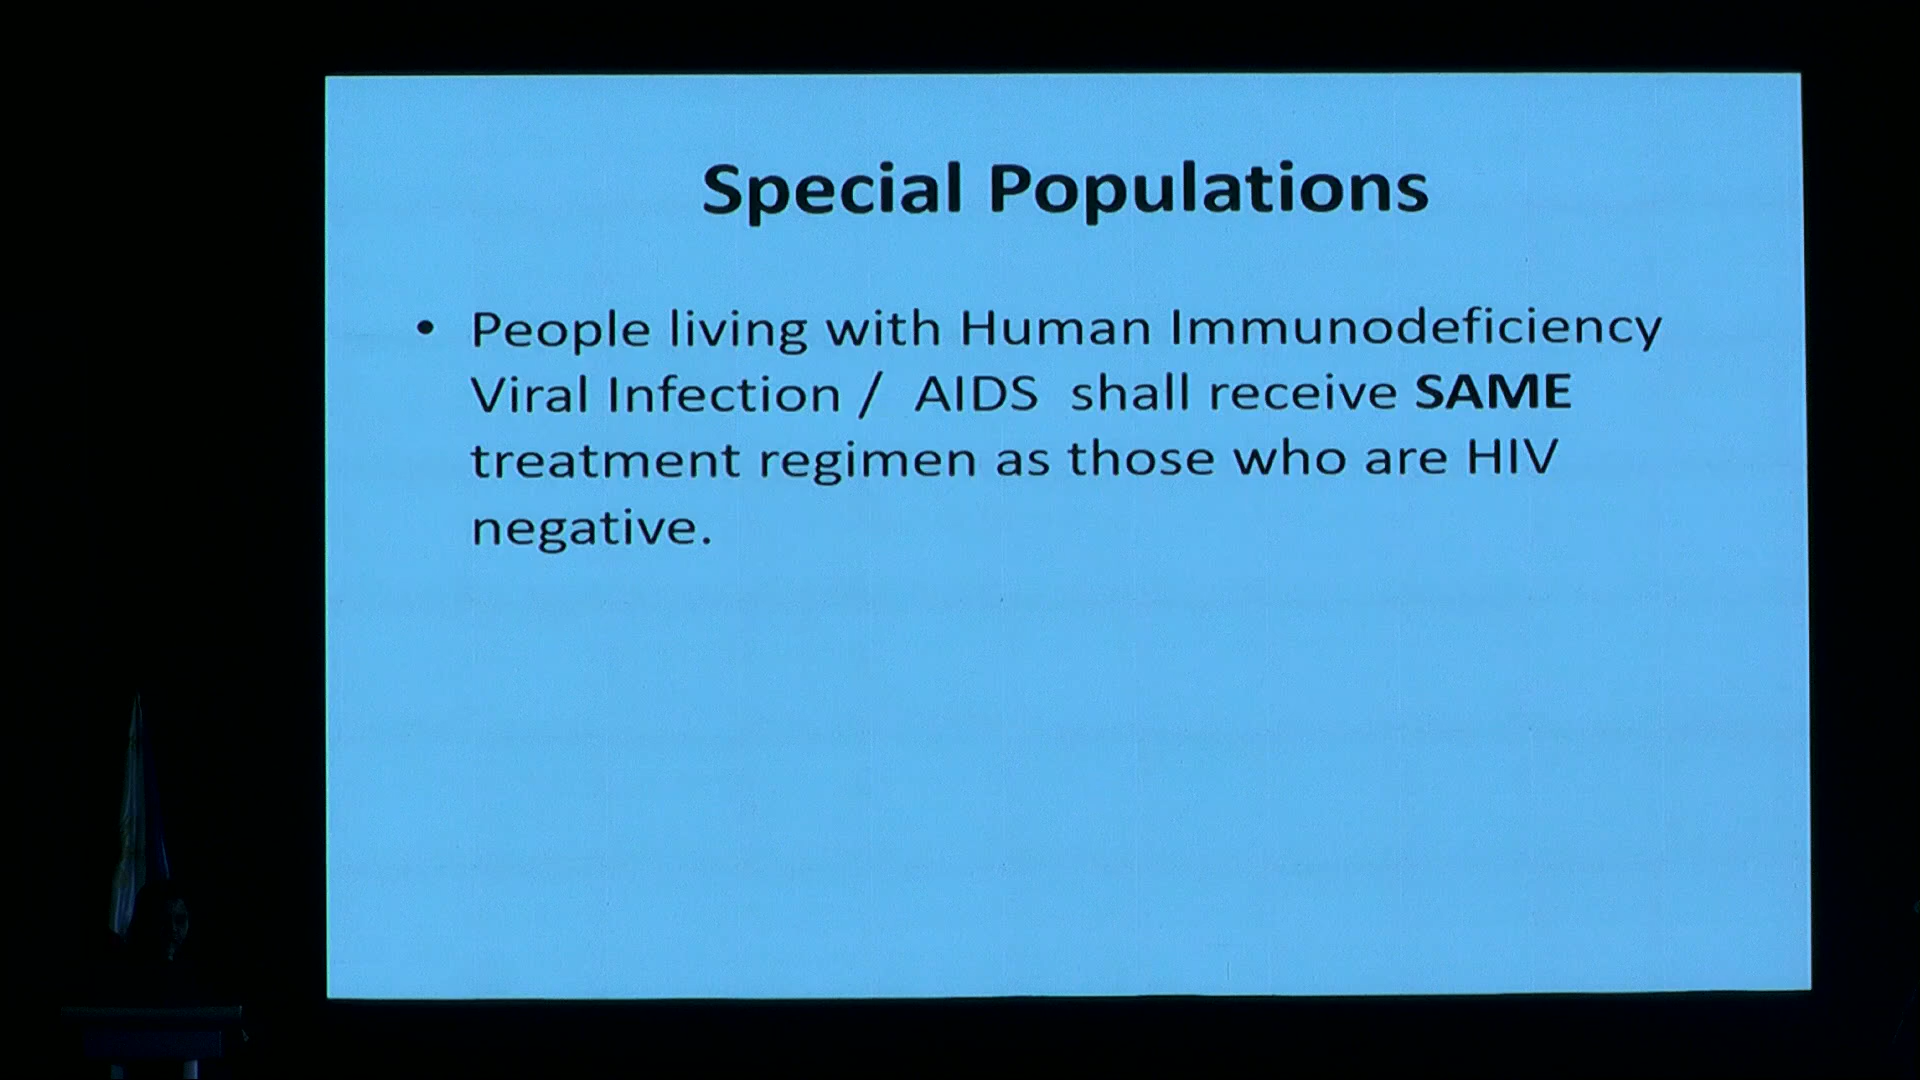 Special Populations
• People living with Human Immunodeficiency
Viral Infection / AIDS shall receive SAME
treatment regimen as those who are HIV
negative.